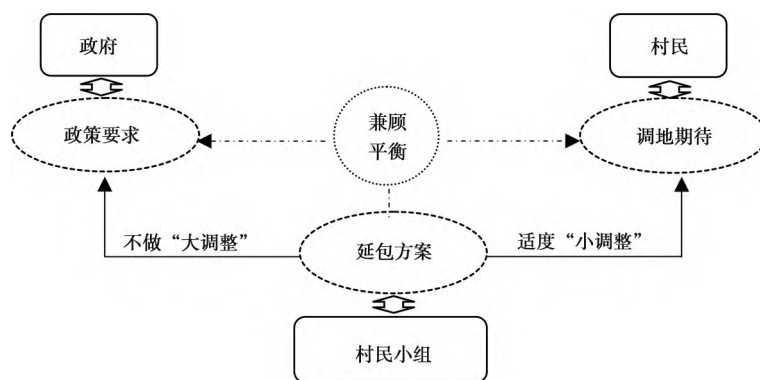 政府
村民
政策要求
兼顾
平衡
调地期待
不做“大调整”
延包方案
适度“小调整”
村民小组